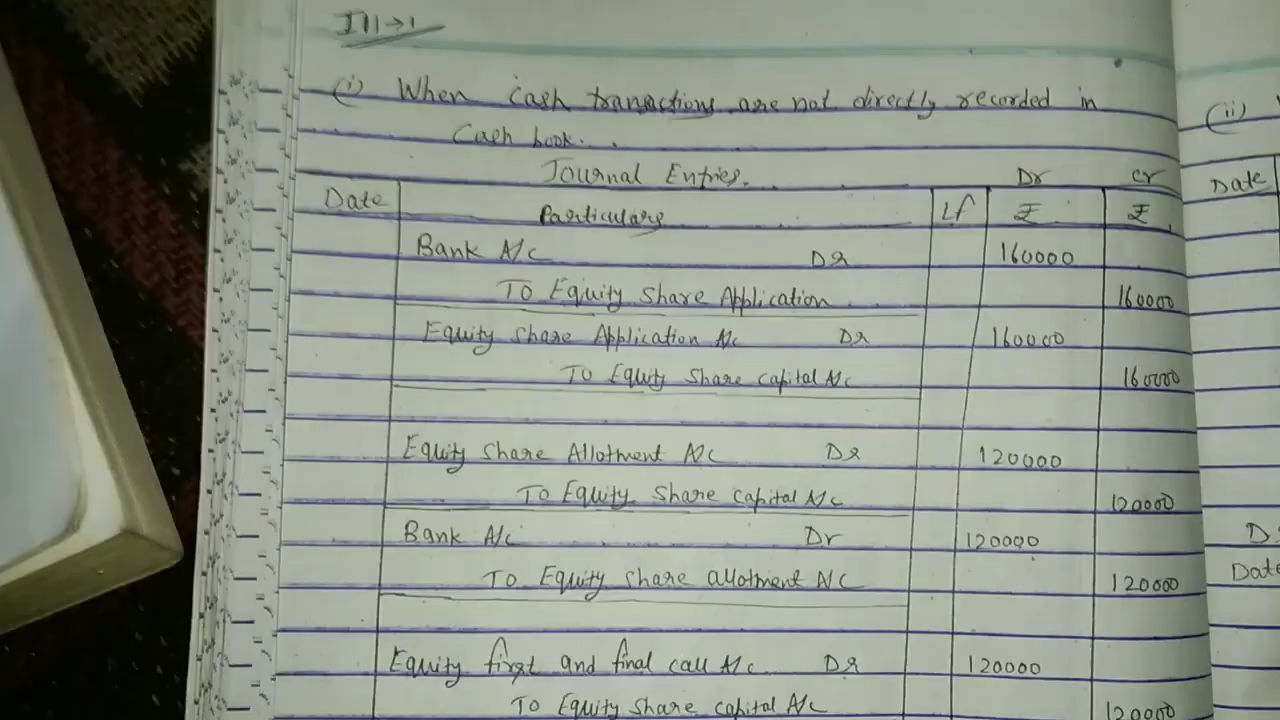 Ill → 1
(i) When cash tranactions are not directly recorded in
Cash book.
Journal Entries. Dr Cr
Date Particulars Lf ₹ ₹
Bank A/c Dr 160000
To Equity Share Application 160000
Equity Share Application A/c Dr 160000
To Equity Share capital A/c 160000
Equity Share Allotment A/c Dr 120000
To Equity Share capital A/c 120000
Bank A/c Dr 120000
To Equity Share allotment A/c 120000
Equity first and final call A/c Dr 120000
To Equity Share capital A/c 120000
(ii)
Date
D
Date